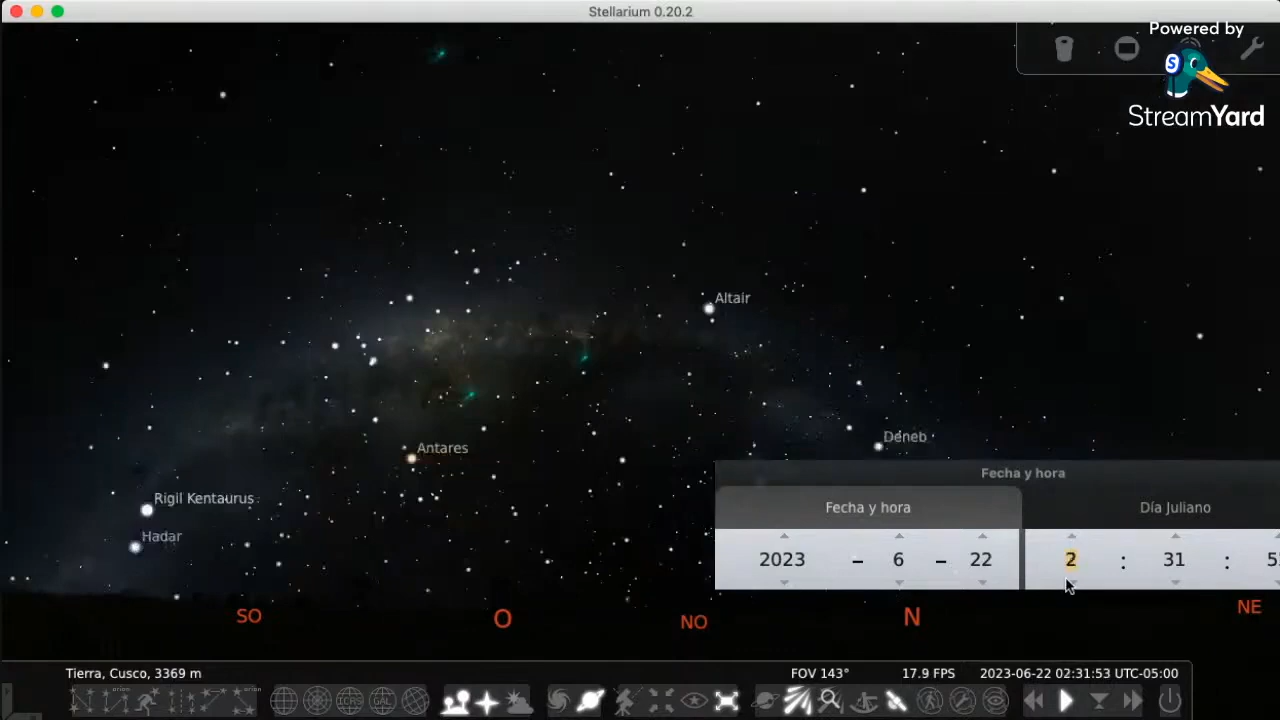 Stellarium 0.20.2
Powered by
S
StreamYard
Altair
Antares
Deneb
Rigil Kentaurus
Hadar
Fecha y hora
Fecha y hora
Día Juliano
2023 – 6 – 22
2 : 31 :
SO
O
NO
N
NE
Tierra, Cusco, 3369 m
FOV 143°
17.9 FPS
2023-06-22 02:31:53 UTC-05:00
ICRS
GAL